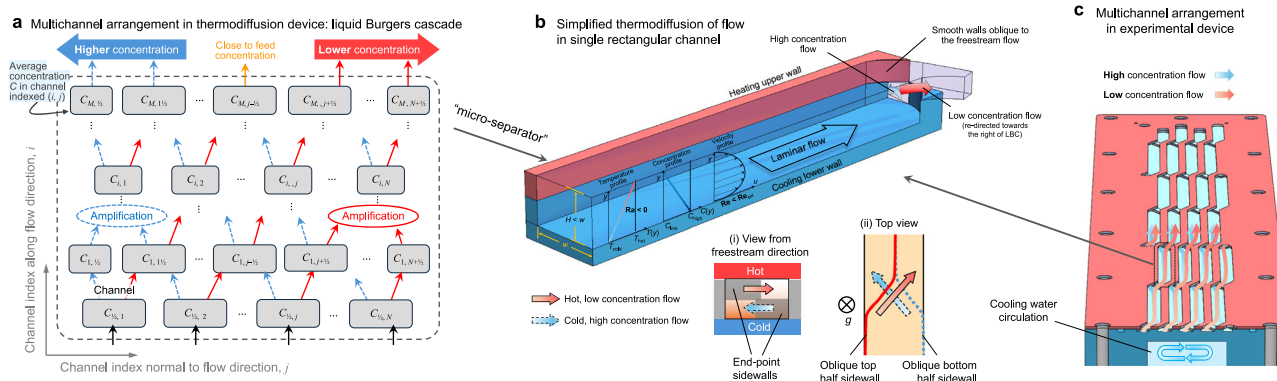 a Multichannel arrangement in thermodiffusion device: liquid Burgers cascade
Higher concentration
Close to feed
concentration
Lower concentration
Average
concentration
C in channel
indexed (i, j)
C_M, ½
C_M, 1½
...
C_M, j–½
C_M, , j+½
...
C_M, N+½
C_i, 1
C_i, 2
...
C_i, , j
...
C_i, N
Amplification
Amplification
C_1, ½
C_1, 1½
...
C_1, j–½
C_1, j+½
...
C_1, N+½
Channel
C_½, 1
C_½, 2
...
C_½, j
...
C_½, N
Channel index along flow direction, i
Channel index normal to flow direction, j
b Simplified thermodiffusion of flow
in single rectangular channel
"micro-separator"
High concentration
flow
Smooth walls oblique to
the freestream flow
Heating upper wall
Low concentration flow
(re-directed towards
the right of LBC)
Temperature
profile
Concentration
profile
Velocity
profile
y
y
y
Laminar flow
H < w
w
Ra < 0
T_cold
T_hot
T(y)
C_low
C_high
C(y)
u
Cooling lower wall
Hot, low concentration flow
Cold, high concentration flow
(i) View from
freestream direction
Hot
Cold
End-point
sidewalls
(ii) Top view
g
Oblique top
half sidewall
Oblique bottom
half sidewall
c Multichannel arrangement
in experimental device
High concentration flow
Low concentration flow
Cooling water
circulation